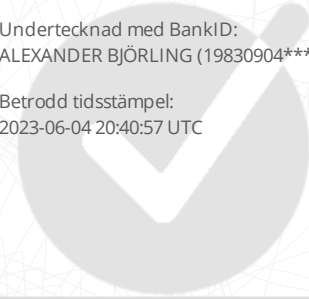 Undertecknad med BankID:
ALEXANDER BJÖRLING (19830904***
Betrodd tidsstämpel:
2023-06-04 20:40:57 UTC